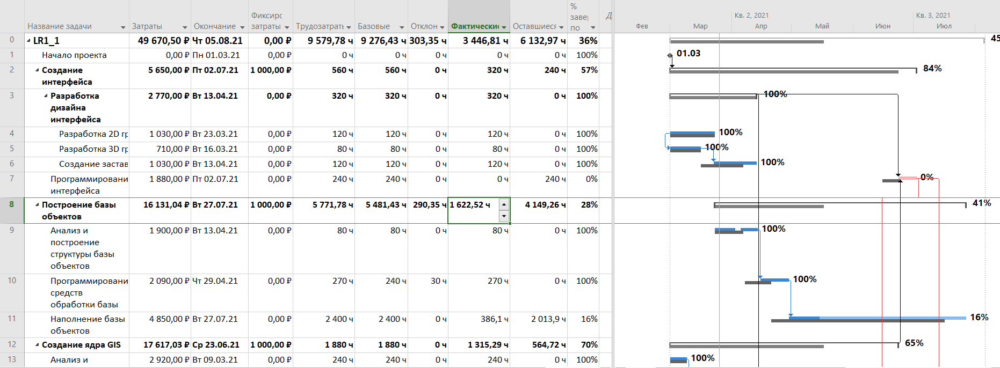 Кв. 2, 2021 Кв. 3, 2021
Название задачи Затраты Окончание Фиксирс затраты Трудозатрать Базовые Отклон Фактические Оставшиеся % завер по Д Фев Мар Апр Май Июн Июл
0 LR1_1 49 670,50 ₽ Чт 05.08.21 0,00 ₽ 9 579,78 ч 9 276,43 ч 303,35 ч 3 446,81 ч 6 132,97 ч 36% 45
1 Начало проекта 0,00 ₽ Пн 01.03.21 0,00 ₽ 0 ч 0 ч 0 ч 0 ч 0 ч 100% 01.03
2 Создание 5 650,00 ₽ Пт 02.07.21 1 000,00 ₽ 560 ч 560 ч 0 ч 320 ч 240 ч 57% 84%
интерфейса
3 Разработка 2 770,00 ₽ Вт 13.04.21 0,00 ₽ 320 ч 320 ч 0 ч 320 ч 0 ч 100% 100%
дизайна
интерфейса
4 Разработка 2D гр 1 030,00 ₽ Вт 23.03.21 0,00 ₽ 120 ч 120 ч 0 ч 120 ч 0 ч 100% 100%
5 Разработка 3D гр 710,00 ₽ Вт 16.03.21 0,00 ₽ 80 ч 80 ч 0 ч 80 ч 0 ч 100% 100%
6 Создание застав 1 030,00 ₽ Вт 13.04.21 0,00 ₽ 120 ч 120 ч 0 ч 120 ч 0 ч 100% 100%
7 Программировани 1 880,00 ₽ Пт 02.07.21 0,00 ₽ 240 ч 240 ч 0 ч 0 ч 240 ч 0% 0%
интерфейса
8 Построение базы 16 131,04 ₽ Вт 27.07.21 1 000,00 ₽ 5 771,78 ч 5 481,43 ч 290,35 ч 1 622,52 ч 4 149,26 ч 28% 41%
объектов
9 Анализ и 1 900,00 ₽ Вт 13.04.21 0,00 ₽ 80 ч 80 ч 0 ч 80 ч 0 ч 100% 100%
построение
структуры базы
объектов
10 Программировани 2 090,00 ₽ Чт 29.04.21 0,00 ₽ 270 ч 240 ч 30 ч 270 ч 0 ч 100% 100%
средств
обработки базы
11 Наполнение базы 4 850,00 ₽ Вт 27.07.21 0,00 ₽ 2 400 ч 2 400 ч 0 ч 386,1 ч 2 013,9 ч 16% 16%
объектов
12 Создание ядра GIS 17 617,03 ₽ Ср 23.06.21 1 000,00 ₽ 1 880 ч 1 880 ч 0 ч 1 315,29 ч 564,72 ч 70% 65%
13 Анализ и 2 920,00 ₽ Вт 09.03.21 0,00 ₽ 240 ч 240 ч 0 ч 240 ч 0 ч 100% 100%